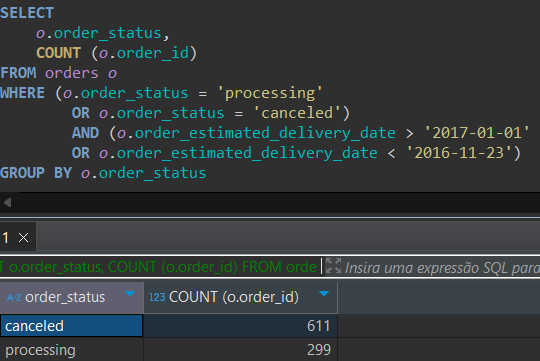 SELECT
o.order_status,
COUNT (o.order_id)
FROM orders o
WHERE (o.order_status = 'processing'
OR o.order_status = 'canceled')
AND (o.order_estimated_delivery_date > '2017-01-01'
OR o.order_estimated_delivery_date < '2016-11-23')
GROUP BY o.order_status
1 ×
T o.order_status, COUNT (o.order_id) FROM orde Insira uma expressão SQL para
A-Z order_status 123 COUNT (o.order_id)
canceled 611
processing 299